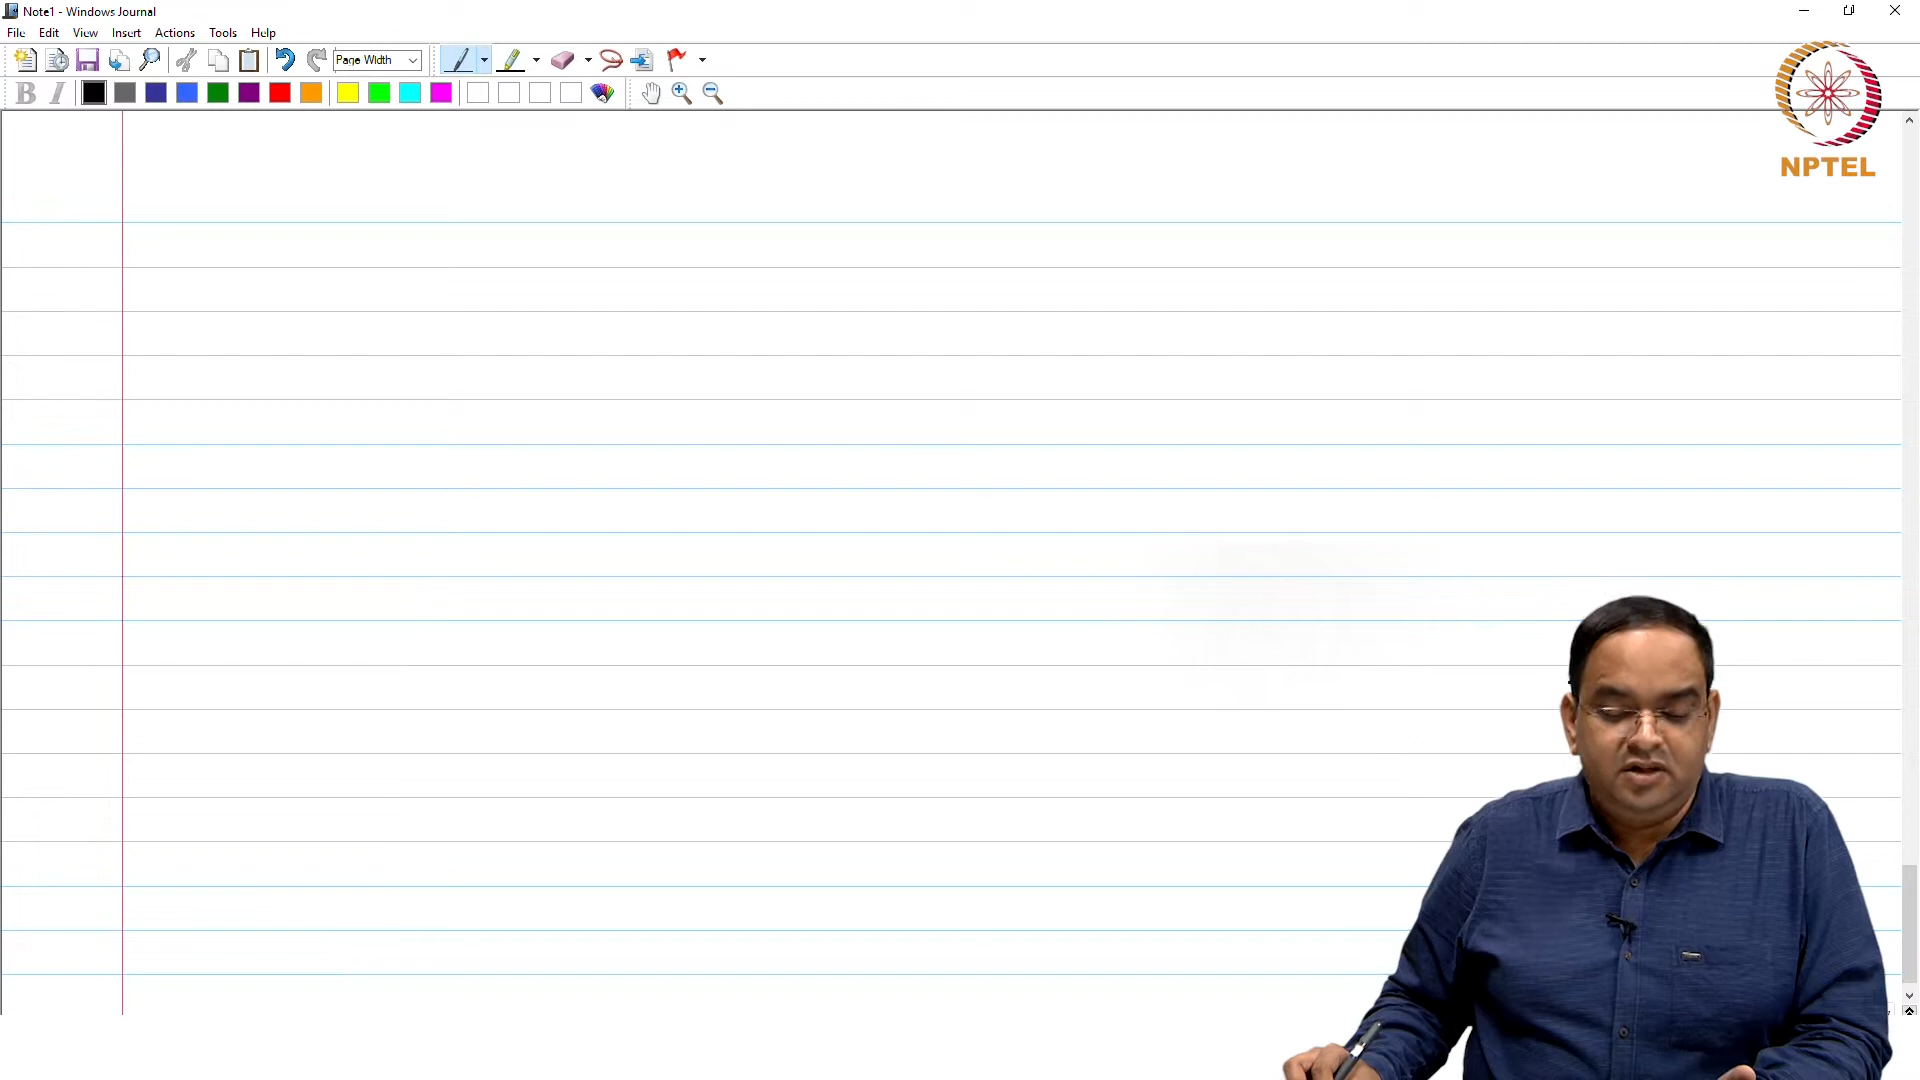 Note1 - Windows Journal
File Edit View Insert Actions Tools Help
Page Width
B I
NPTEL